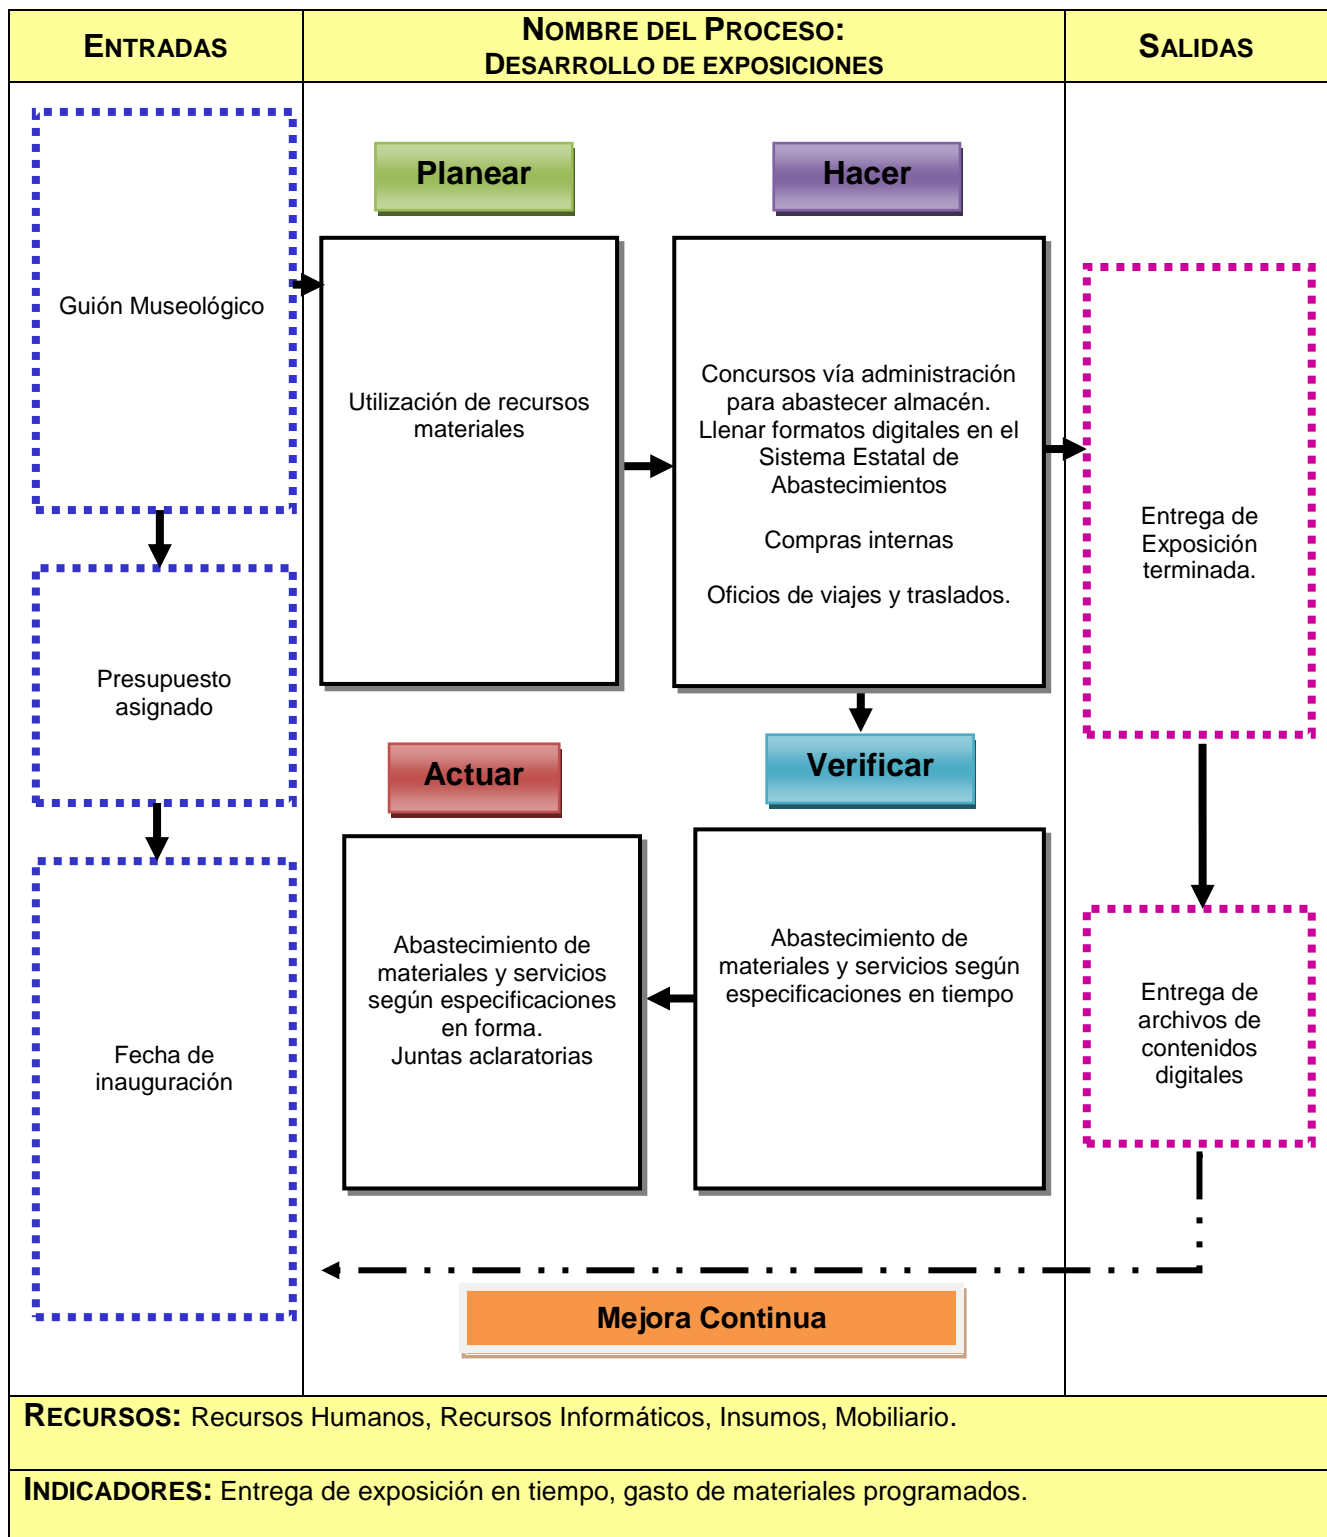 ENTRADAS
NOMBRE DEL PROCESO:
DESARROLLO DE EXPOSICIONES
SALIDAS
Guión Museológico
Presupuesto
asignado
Fecha de
inauguración
Planear
Utilización de recursos
materiales
Hacer
Concursos vía administración
para abastecer almacén.
Llenar formatos digitales en el
Sistema Estatal de
Abastecimientos
Compras internas
Oficios de viajes y traslados.
Verificar
Abastecimiento de
materiales y servicios según
especificaciones en tiempo
Actuar
Abastecimiento de
materiales y servicios
según especificaciones
en forma.
Juntas aclaratorias
Entrega de
Exposición
terminada.
Entrega de
archivos de
contenidos
digitales
Mejora Continua
RECURSOS: Recursos Humanos, Recursos Informáticos, Insumos, Mobiliario.
INDICADORES: Entrega de exposición en tiempo, gasto de materiales programados.